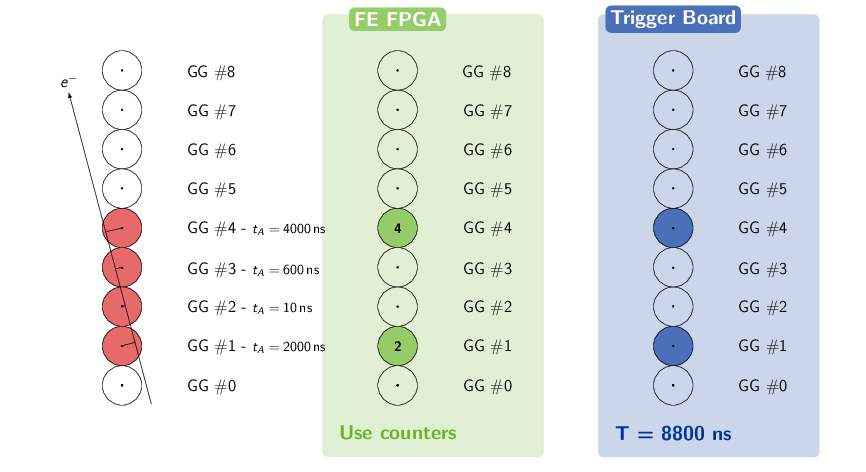 FE FPGA
Trigger Board
e⁻
GG #8
GG #7
GG #6
GG #5
GG #4 - t_A = 4000 ns
GG #3 - t_A = 600 ns
GG #2 - t_A = 10 ns
GG #1 - t_A = 2000 ns
GG #0
GG #8
GG #7
GG #6
GG #5
4 GG #4
GG #3
GG #2
2 GG #1
GG #0
Use counters
GG #8
GG #7
GG #6
GG #5
GG #4
GG #3
GG #2
GG #1
GG #0
T = 8800 ns